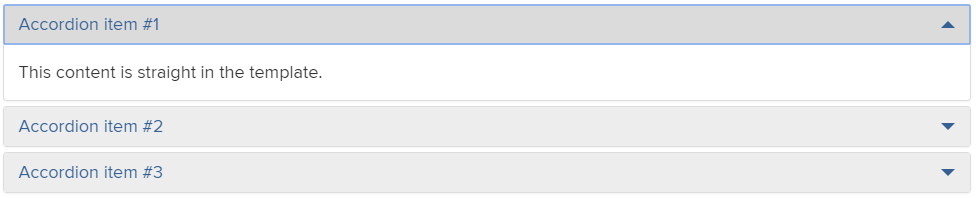 Accordion item #1
This content is straight in the template.
Accordion item #2
Accordion item #3